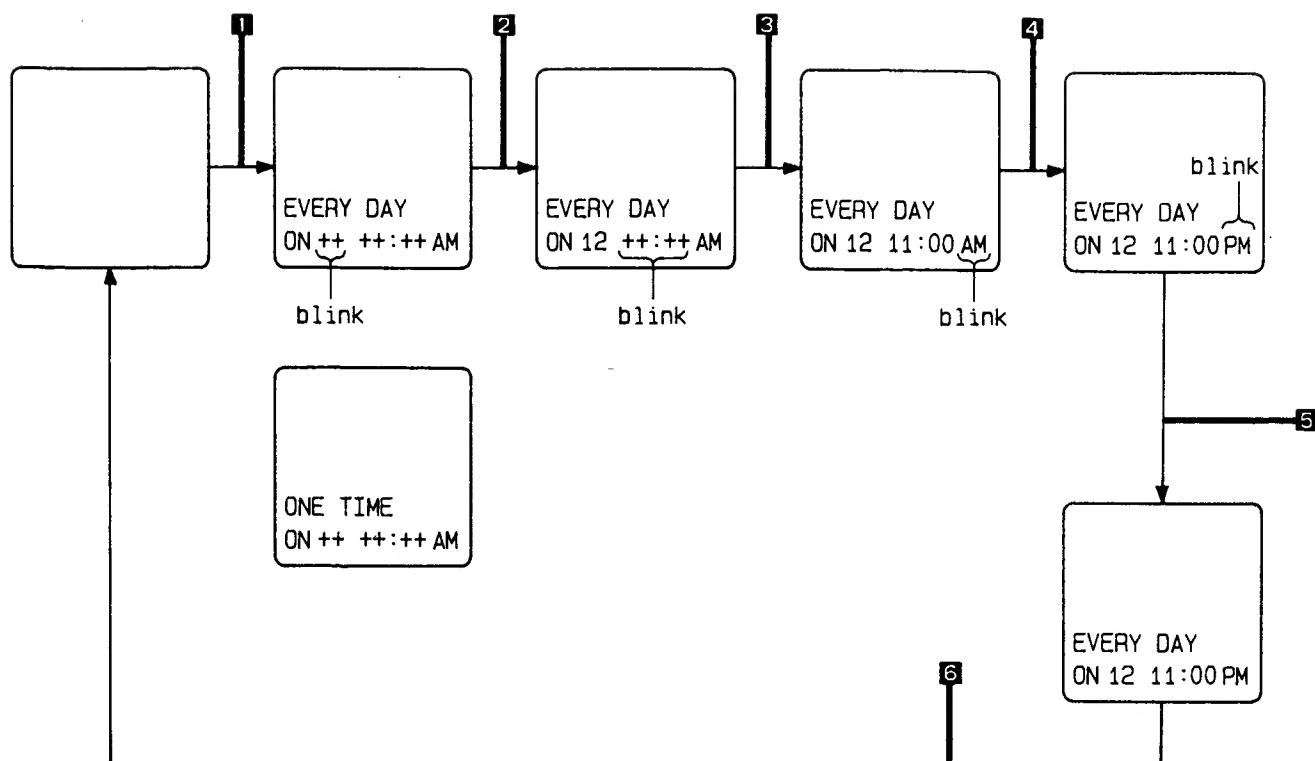 1
2
3
4
EVERY DAY
ON ++ ++:++ AM
blink
EVERY DAY
ON 12 ++:++ AM
blink
EVERY DAY
ON 12 11:00 AM
blink
blink
EVERY DAY
ON 12 11:00 PM
ONE TIME
ON ++ ++:++ AM
5
EVERY DAY
ON 12 11:00 PM
6